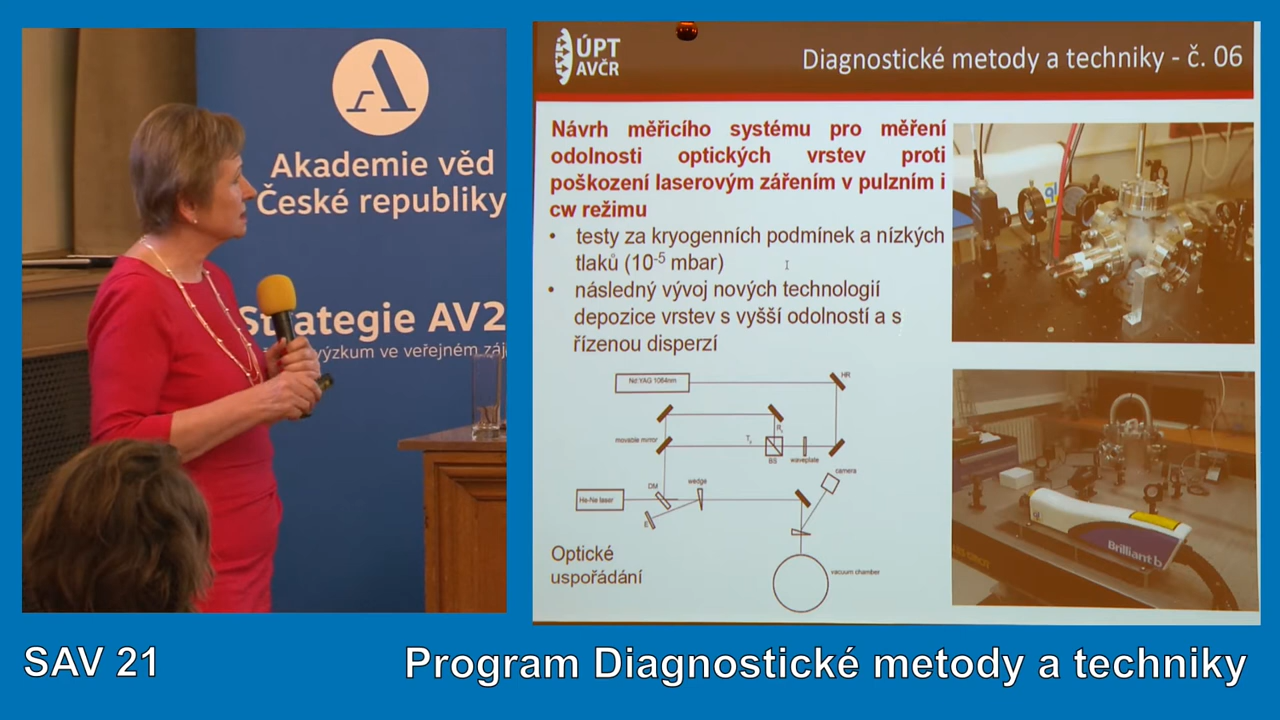 Akademie věd
České republiky
Strategie AV2
výzkum ve veřejném záj
ÚPT
AVČR
Diagnostické metody a techniky - č. 06
Návrh měřicího systému pro měření
odolnosti optických vrstev proti
poškození laserovým zářením v pulzním i
cw režimu
• testy za kryogenních podmínek a nízkých
tlaků (10⁻⁵ mbar)
• následný vývoj nových technologií
depozice vrstev s vyšší odolností a s
řízenou disperzí
Nd:YAG 1064nm
HR
movable mirror
BS
waveplate
camera
DM
wedge
He-Ne laser
E
vacuum chamber
Optické
uspořádání
Brilliant b
SAV 21
Program Diagnostické metody a techniky